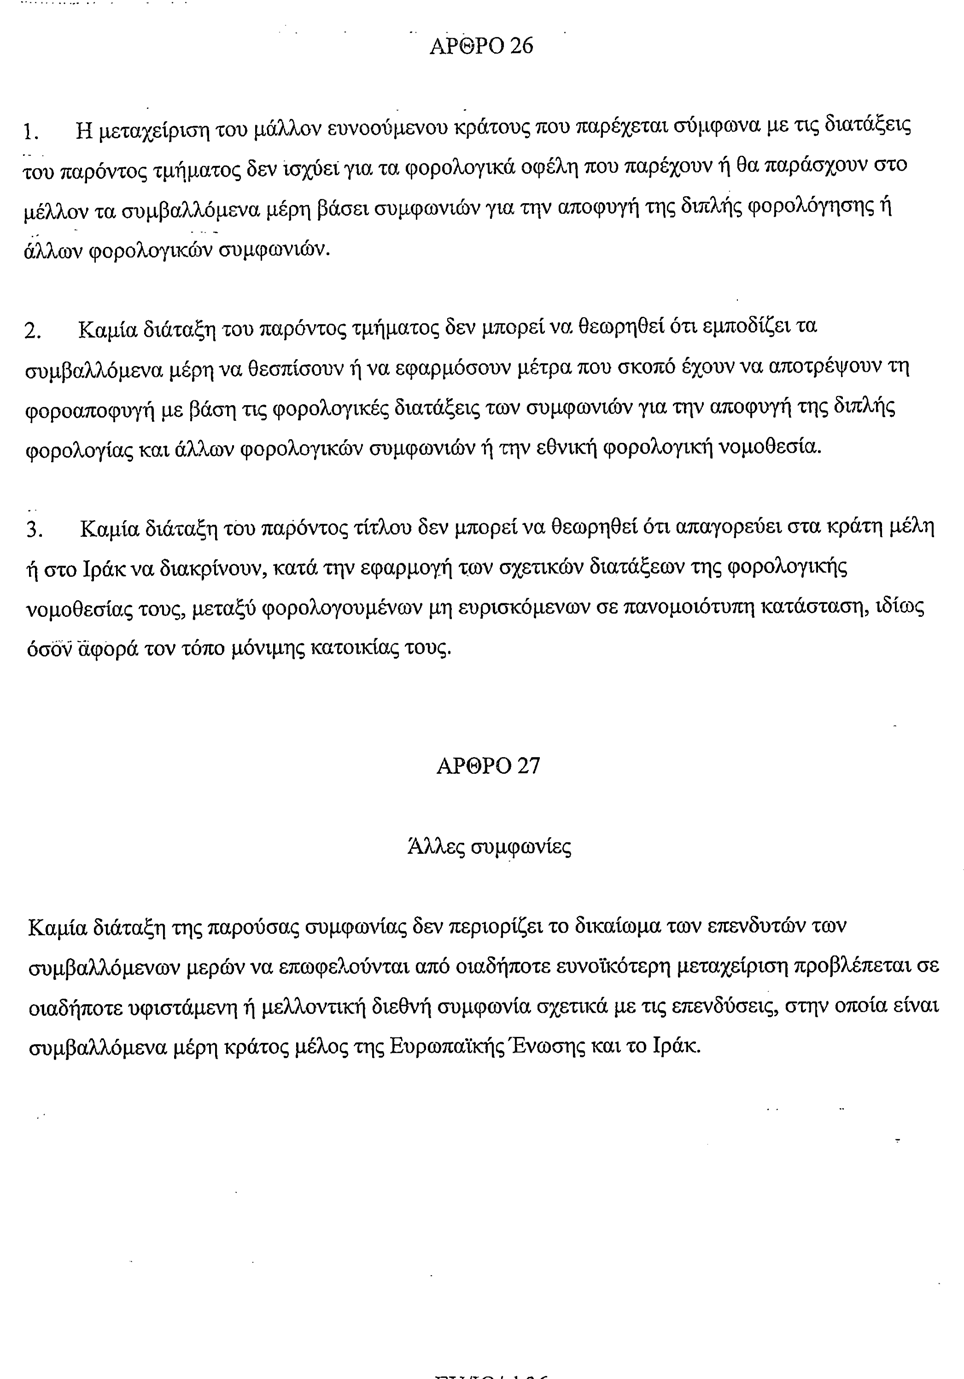 ΑΡΘΡΟ 26
1. Η μεταχείριση του μάλλον ευνοούμενου κράτους που παρέχεται σύμφωνα με τις διατάξεις
του παρόντος τμήματος δεν ισχύει για τα φορολογικά οφέλη που παρέχουν ή θα παράσχουν στο
μέλλον τα συμβαλλόμενα μέρη βάσει συμφωνιών για την αποφυγή της διπλής φορολόγησης ή
άλλων φορολογικών συμφωνιών.
2. Καμία διάταξη του παρόντος τμήματος δεν μπορεί να θεωρηθεί ότι εμποδίζει τα
συμβαλλόμενα μέρη να θεσπίσουν ή να εφαρμόσουν μέτρα που σκοπό έχουν να αποτρέψουν τη
φοροαποφυγή με βάση τις φορολογικές διατάξεις των συμφωνιών για την αποφυγή της διπλής
φορολογίας και άλλων φορολογικών συμφωνιών ή την εθνική φορολογική νομοθεσία.
3. Καμία διάταξη του παρόντος τίτλου δεν μπορεί να θεωρηθεί ότι απαγορεύει στα κράτη μέλη
ή στο Ιράκ να διακρίνουν, κατά την εφαρμογή των σχετικών διατάξεων της φορολογικής
νομοθεσίας τους, μεταξύ φορολογουμένων μη ευρισκόμενων σε πανομοιότυπη κατάσταση, ιδίως
όσον αφορά τον τόπο μόνιμης κατοικίας τους.
ΑΡΘΡΟ 27
Άλλες συμφωνίες
Καμία διάταξη της παρούσας συμφωνίας δεν περιορίζει το δικαίωμα των επενδυτών των
συμβαλλόμενων μερών να επωφελούνται από οιαδήποτε ευνοϊκότερη μεταχείριση προβλέπεται σε
οιαδήποτε υφιστάμενη ή μελλοντική διεθνή συμφωνία σχετικά με τις επενδύσεις, στην οποία είναι
συμβαλλόμενα μέρη κράτος μέλος της Ευρωπαϊκής Ένωσης και το Ιράκ.